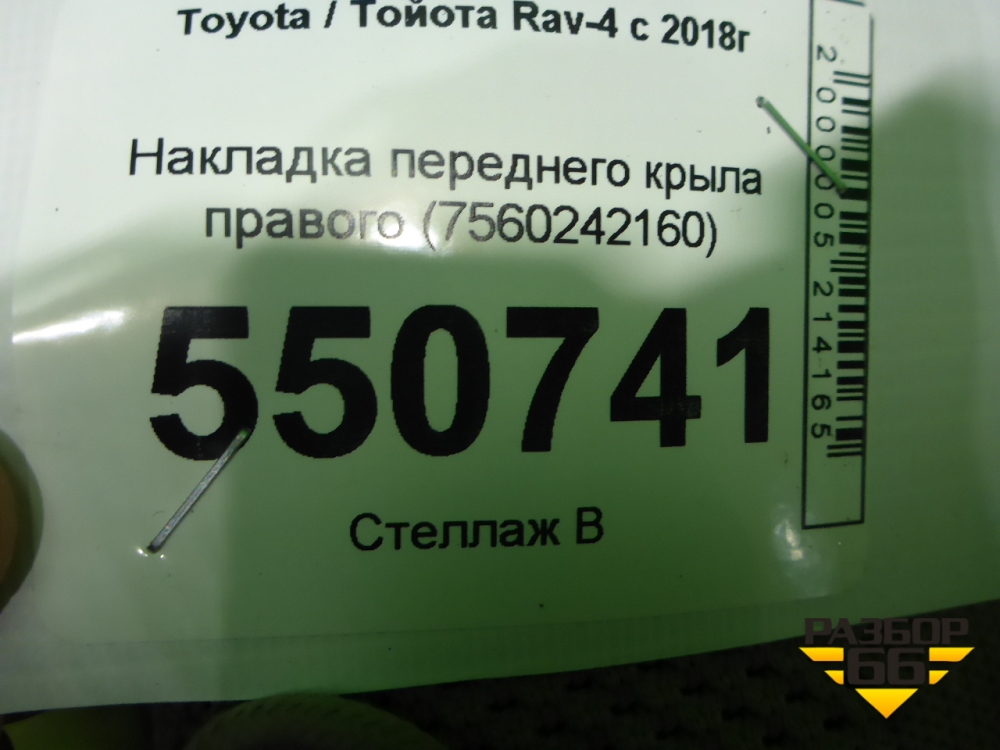 Toyota / Тойота Rav-4 с 2018г
Накладка переднего крыла
правого (7560242160)
550741
Стеллаж В
2000005214165
РАЗБОР
66